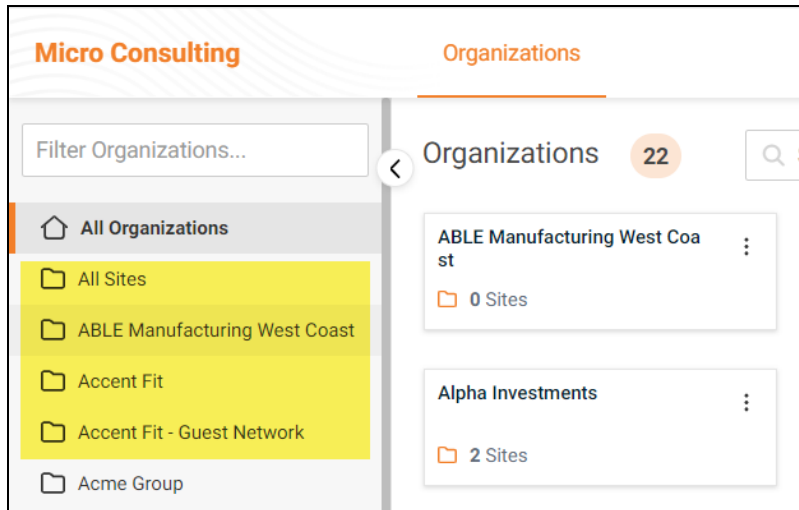 Micro Consulting
Organizations
Filter Organizations...
All Organizations
All Sites
ABLE Manufacturing West Coast
Accent Fit
Accent Fit - Guest Network
Acme Group
Organizations 22
ABLE Manufacturing West Coa
st
0 Sites
Alpha Investments
2 Sites